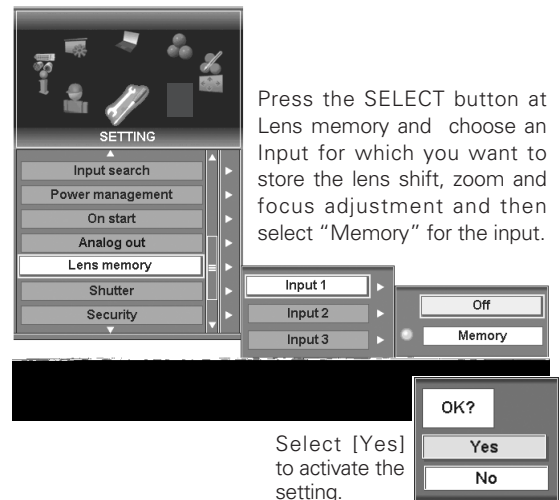 SETTING
Input search
Power management
On start
Analog out
Lens memory
Shutter
Security
Press the SELECT button at
Lens memory and choose an
Input for which you want to
store the lens shift, zoom and
focus adjustment and then
select “Memory” for the input.
Input 1
Input 2
Input 3
Off
Memory
OK?
Yes
No
Select [Yes]
to activate the
setting.